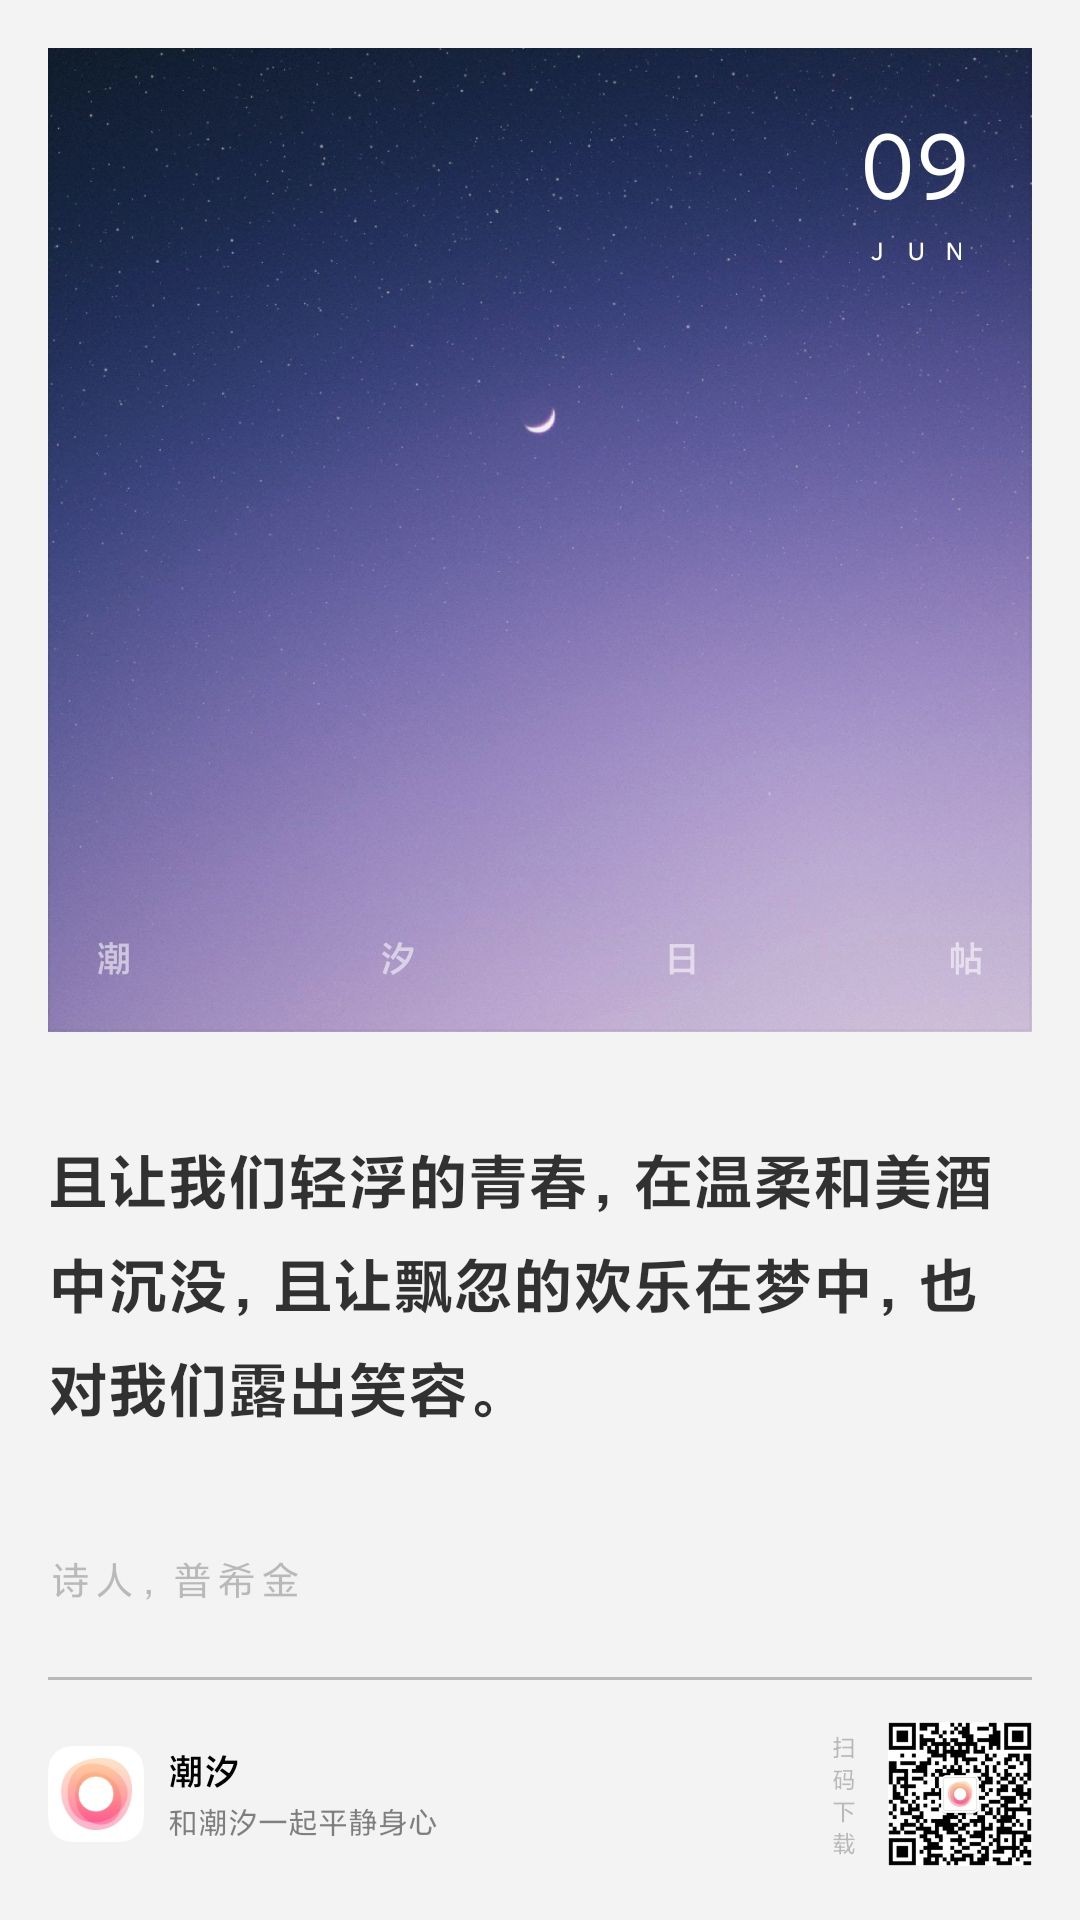 09
JUN
潮汐日帖
且让我们轻浮的青春，在温柔和美酒
中沉没，且让飘忽的欢乐在梦中，也
对我们露出笑容。
诗人，普希金
潮汐
和潮汐一起平静身心
扫码下载